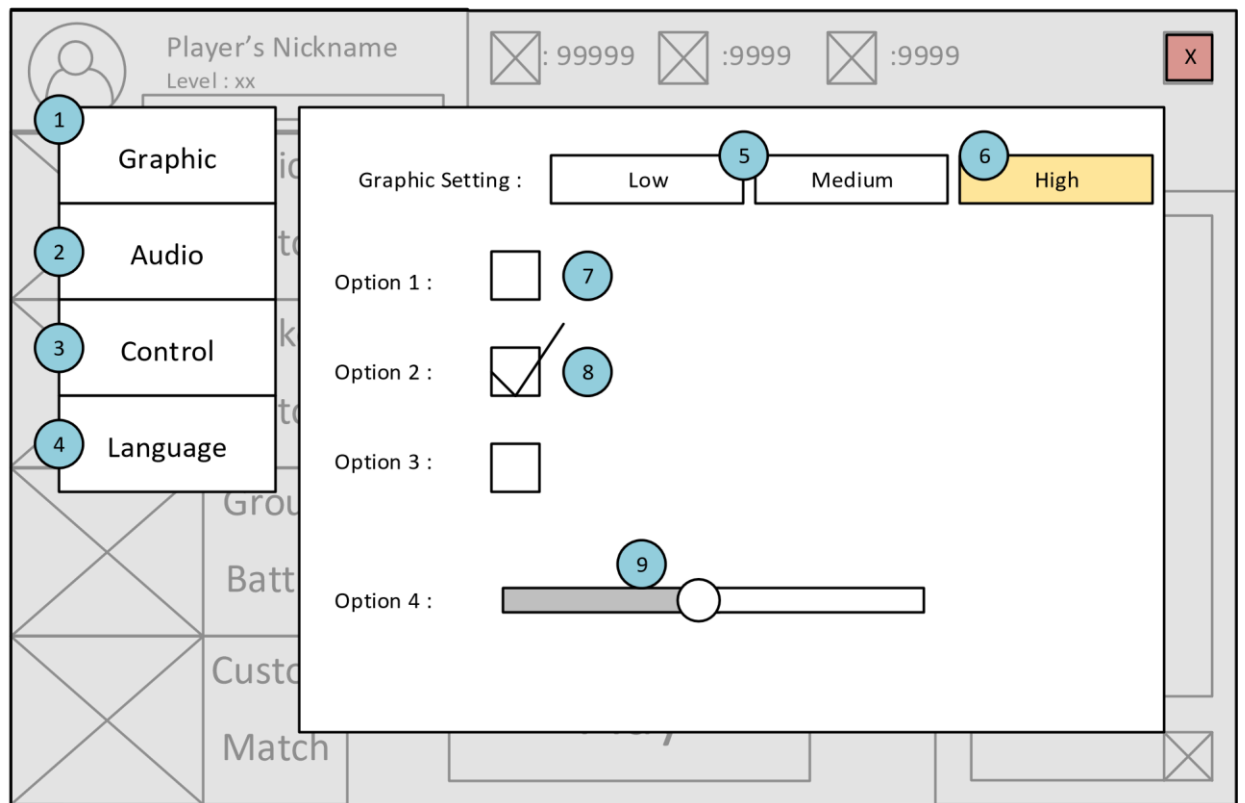 Player's Nickname
Level : xx
: 99999
:9999
:9999
X
1
Graphic
2
Audio
3
Control
4
Language
Graphic Setting :
Low
5
Medium
6
High
Option 1 :
7
Option 2 :
8
Option 3 :
9
Option 4 :
Custo
Match